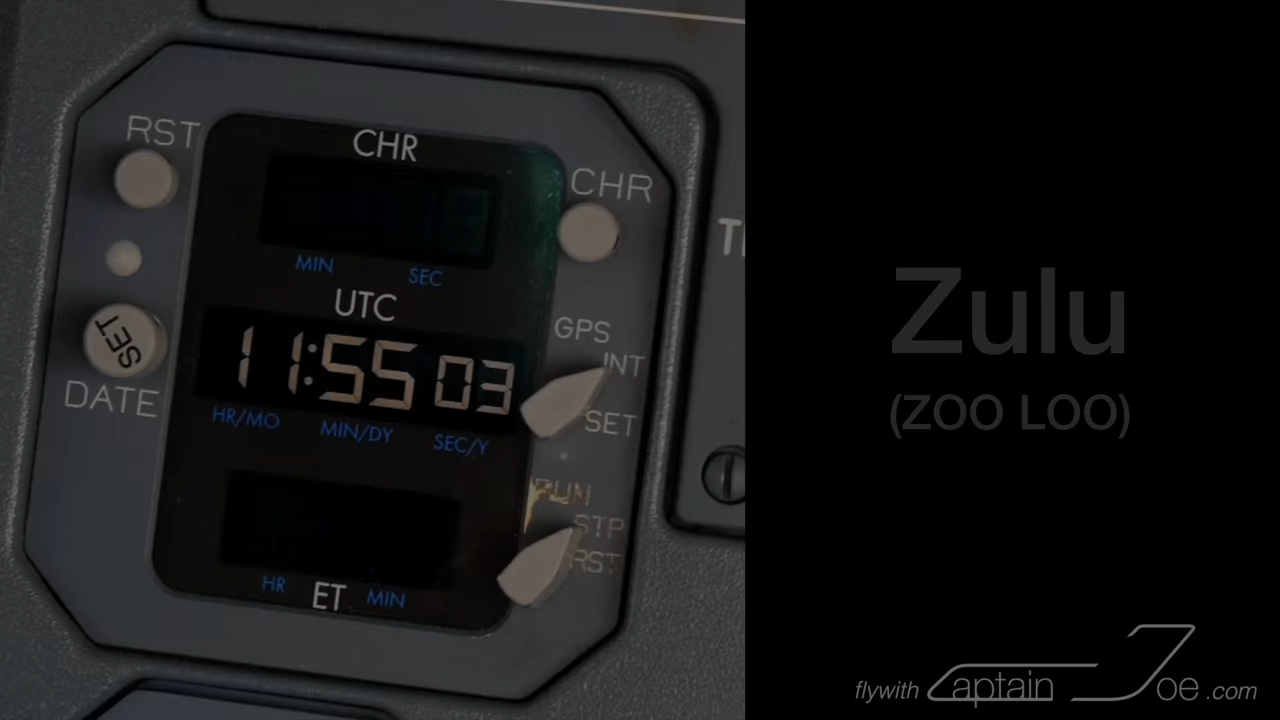 RST
CHR
CHR
MIN SEC
UTC
GPS
INT
SET
11:55 03
HR/MO MIN/DY SEC/Y
SET
DATE
RUN
STP
RST
HR ET MIN
Zulu
(ZOO LOO)
flywith Captain Joe .com